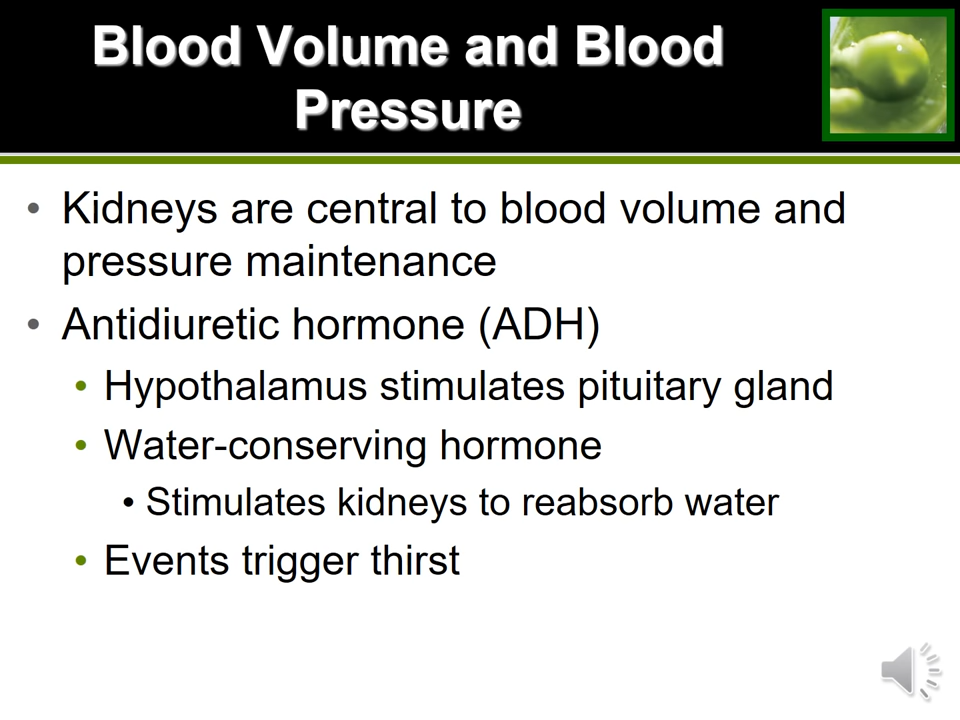 Blood Volume and Blood
Pressure
• Kidneys are central to blood volume and
pressure maintenance
• Antidiuretic hormone (ADH)
• Hypothalamus stimulates pituitary gland
• Water-conserving hormone
• Stimulates kidneys to reabsorb water
• Events trigger thirst